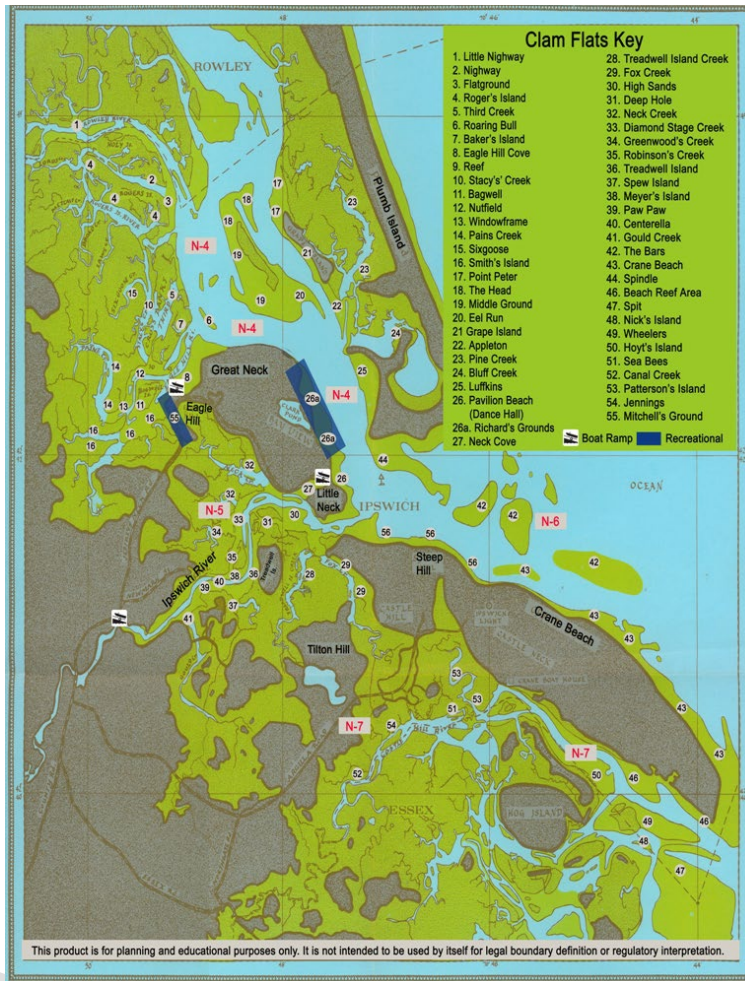 Clam Flats Key
1. Little Nighway
2. Nighway
3. Flatground
4. Roger's Island
5. Third Creek
6. Roaring Bull
7. Baker's Island
8. Eagle Hill Cove
9. Reef
10. Stacy's' Creek
11. Bagwell
12. Nutfield
13. Windowframe
14. Pains Creek
15. Sixgoose
16. Smith's Island
17. Point Peter
18. The Head
19. Middle Ground
20. Eel Run
21 Grape Island
22. Appleton
23. Pine Creek
24. Bluff Creek
25. Luffkins
26. Pavilion Beach
(Dance Hall)
26a. Richard's Grounds
27. Neck Cove
28. Treadwell Island Creek
29. Fox Creek
30. High Sands
31. Deep Hole
32. Neck Creek
33. Diamond Stage Creek
34. Greenwood's Creek
35. Robinson's Creek
36. Treadwell Island
37. Spew Island
38. Meyer's Island
39. Paw Paw
40. Centerella
41. Gould Creek
42. The Bars
43. Crane Beach
44. Spindle
46. Beach Reef Area
47. Spit
48. Nick's Island
49. Wheelers
50. Hoyt's Island
51. Sea Bees
52. Canal Creek
53. Patterson's Island
54. Jennings
55. Mitchell's Ground
Boat Ramp
Recreational
ROWLEY
ROWLEY RIVER
Plumb Island
N-4
N-4
Great Neck
N-4
Eagle
Hill
Little
Neck
IPSWICH
N-5
N-6
OCEAN
Ipswich River
Steep
Hill
CASTLE
HILL
IPSWICH
LIGHT
CASTLE NECK
Crane Beach
Tilton Hill
N-7
N-7
ESSEX
HOG ISLAND
This product is for planning and educational purposes only. It is not intended to be used by itself for legal boundary definition or regulatory interpretation.